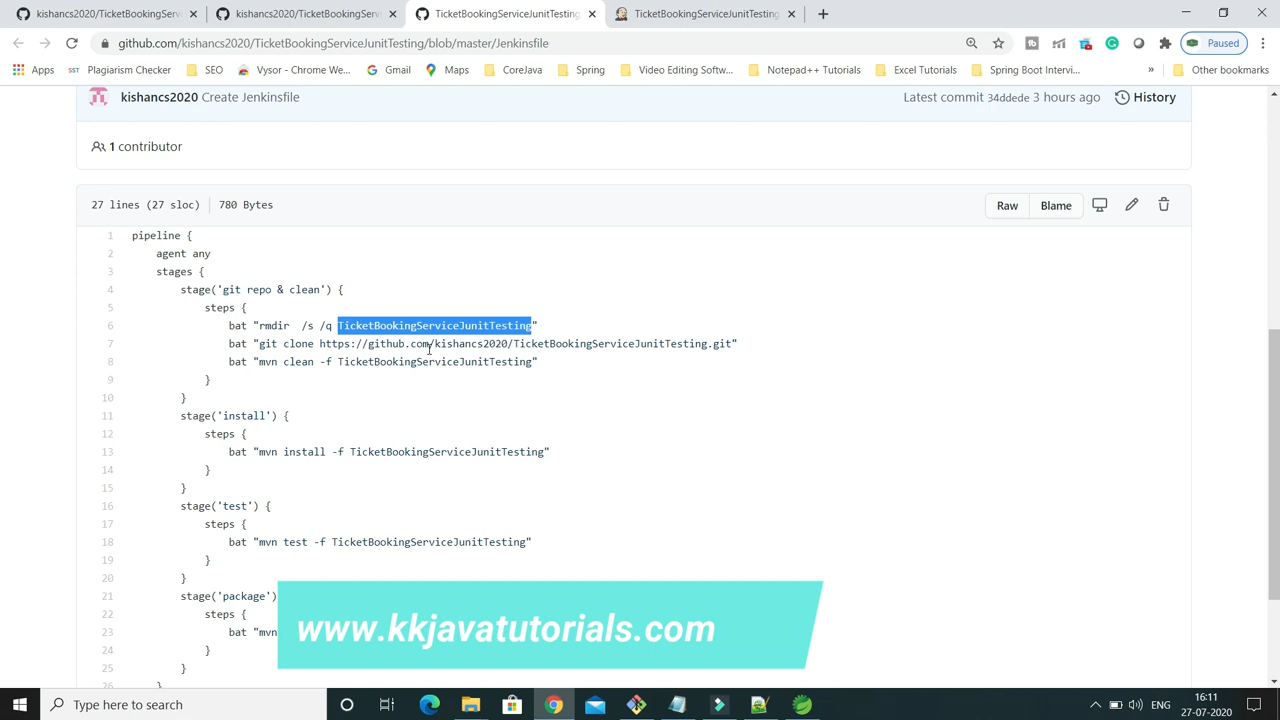 kishancs2020/TicketBookingServi
kishancs2020/TicketBookingServi
TicketBookingServiceJunitTesting
TicketBookingServiceJunitTesting
github.com/kishancs2020/TicketBookingServiceJunitTesting/blob/master/Jenkinsfile
Paused
Apps
SST Plagiarism Checker
SEO
Vysor - Chrome We...
Gmail
Maps
CoreJava
Spring
Video Editing Softw...
Notepad++ Tutorials
Excel Tutorials
Spring Boot Intervi...
»
Other bookmarks
kishancs2020 Create Jenkinsfile
Latest commit 34ddede 3 hours ago
History
1 contributor
27 lines (27 sloc) 780 Bytes
Raw Blame
1 pipeline {
2 agent any
3 stages {
4 stage('git repo & clean') {
5 steps {
6 bat "rmdir  /s /q TicketBookingServiceJunitTesting"
7 bat "git clone https://github.com/kishancs2020/TicketBookingServiceJunitTesting.git"
8 bat "mvn clean -f TicketBookingServiceJunitTesting"
9 }
10 }
11 stage('install') {
12 steps {
13 bat "mvn install -f TicketBookingServiceJunitTesting"
14 }
15 }
16 stage('test') {
17 steps {
18 bat "mvn test -f TicketBookingServiceJunitTesting"
19 }
20 }
21 stage('package')
22 steps {
23 bat "mvn
24 }
25 }
26 }
www.kkjavatutorials.com
Type here to search
ENG
16:11
27-07-2020